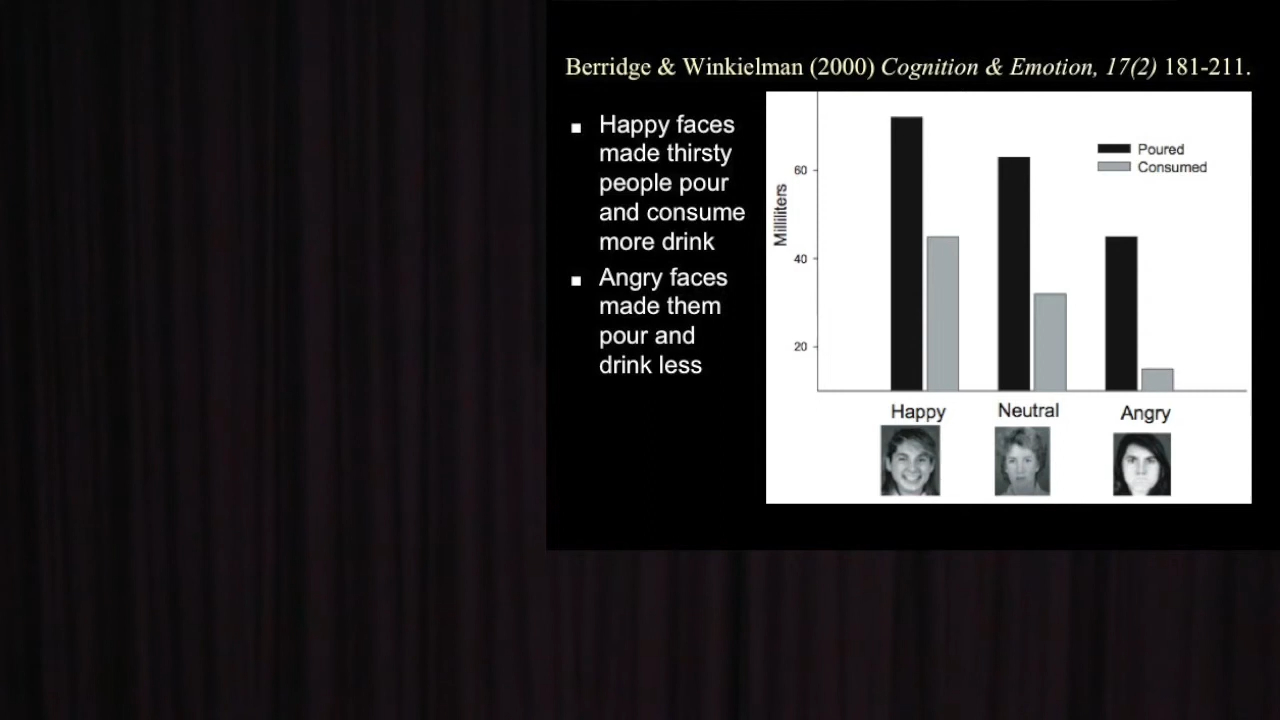 Berridge & Winkielman (2000) Cognition & Emotion, 17(2) 181-211.
▪ Happy faces
made thirsty
people pour
and consume
more drink
▪ Angry faces
made them
pour and
drink less
Milliliters
60
40
20
Poured
Consumed
Happy Neutral Angry